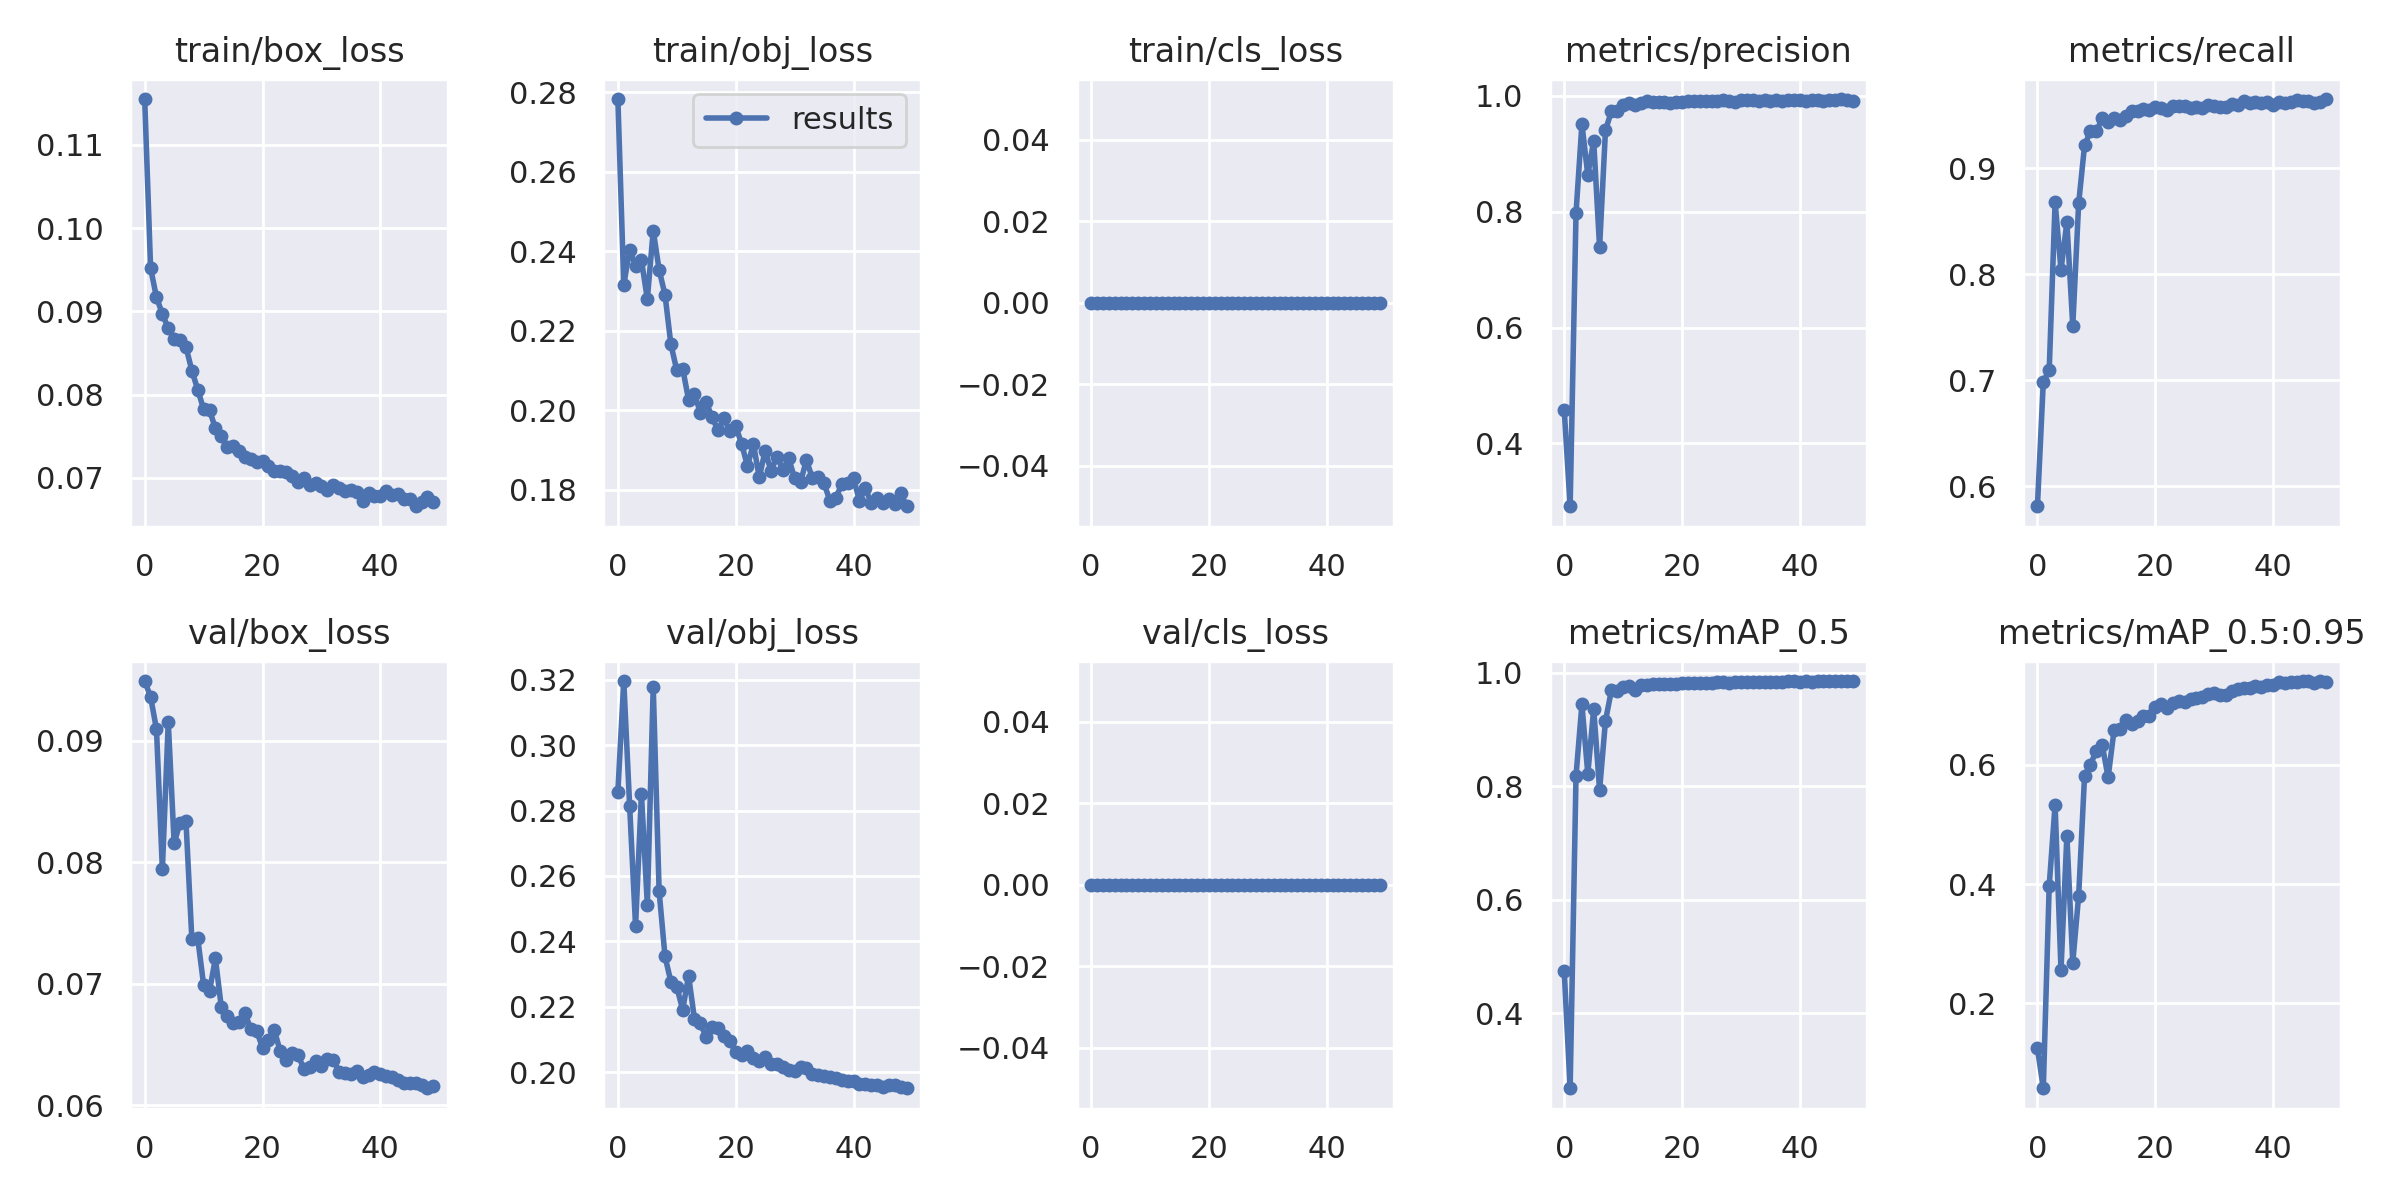 train/box_loss
0.11
0.10
0.09
0.08
0.07
0 20 40
train/obj_loss
results
0.28
0.26
0.24
0.22
0.20
0.18
0 20 40
train/cls_loss
0.04
0.02
0.00
−0.02
−0.04
0 20 40
metrics/precision
1.0
0.8
0.6
0.4
0 20 40
metrics/recall
0.9
0.8
0.7
0.6
0 20 40
val/box_loss
0.09
0.08
0.07
0.06
0 20 40
val/obj_loss
0.32
0.30
0.28
0.26
0.24
0.22
0.20
0 20 40
val/cls_loss
0.04
0.02
0.00
−0.02
−0.04
0 20 40
metrics/mAP_0.5
1.0
0.8
0.6
0.4
0 20 40
metrics/mAP_0.5:0.95
0.6
0.4
0.2
0 20 40